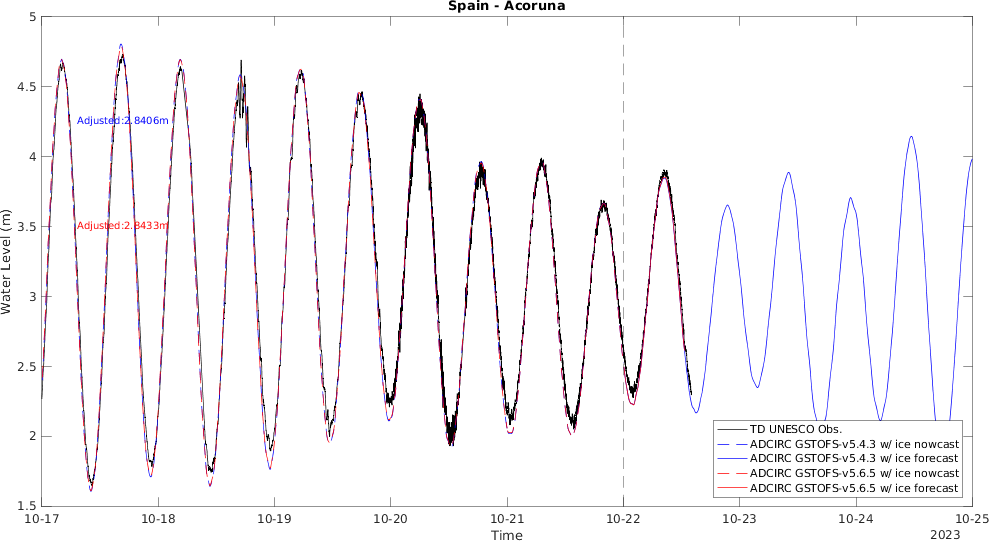 Spain - Acoruna
5
4.5
4
3.5
3
2.5
2
1.5
Water Level (m)
Adjusted:2.8406m
Adjusted:2.8433m
TD UNESCO Obs.
ADCIRC GSTOFS-v5.4.3 w/ ice nowcast
ADCIRC GSTOFS-v5.4.3 w/ ice forecast
ADCIRC GSTOFS-v5.6.5 w/ ice nowcast
ADCIRC GSTOFS-v5.6.5 w/ ice forecast
10-17 10-18 10-19 10-20 10-21 10-22 10-23 10-24 10-25
Time
2023